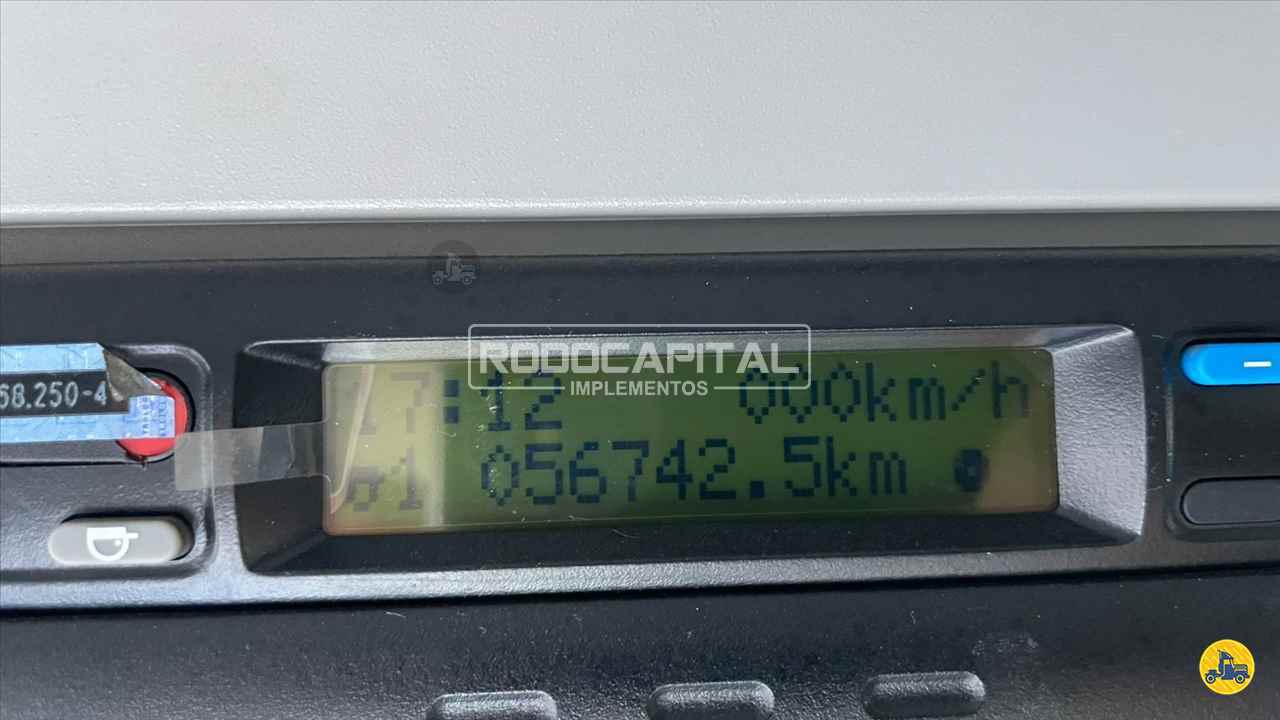 RODOCAPITAL
IMPLEMENTOS
58.250-4
17:12 000km/h
1 056742.5km